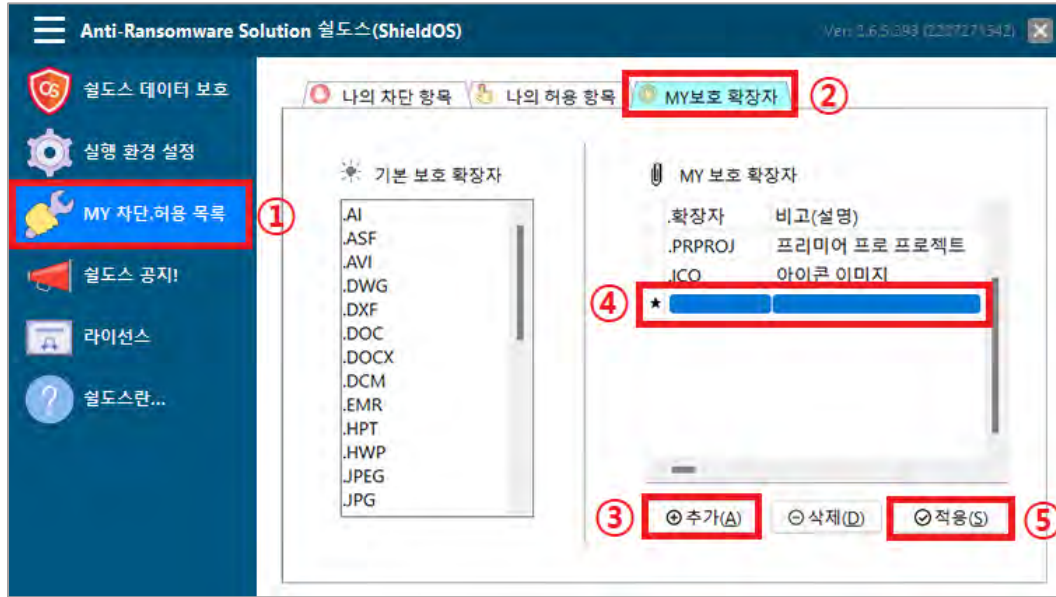 Anti-Ransomware Solution 쉴도스(ShieldOS)
쉴도스 데이터 보호
실행 환경 설정
MY 차단.허용 목록
①
쉴도스 공지!
라이선스
쉴도스란...
나의 차단 항목
나의 허용 항목
MY보호 확장자
②
기본 보호 확장자
.AI
.ASF
.AVI
.DWG
.DXF
.DOC
.DOCX
.DCM
.EMR
.HPT
.HWP
.JPEG
.JPG
MY 보호 확장자
.확장자 비고(설명)
.PRPROJ 프리미어 프로 프로젝트
.ICO 아이콘 이미지
④
★
③
추가(A)
삭제(D)
적용(S)
⑤